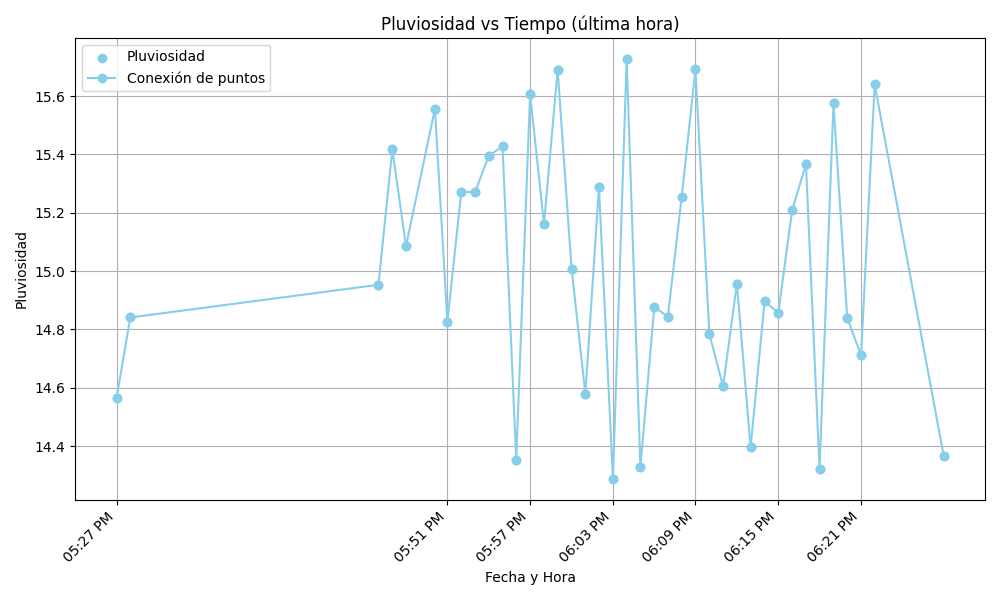 Pluviosidad vs Tiempo (última hora)
Pluviosidad
Conexión de puntos
Pluviosidad
15.6
15.4
15.2
15.0
14.8
14.6
14.4
05:27 PM
05:51 PM
05:57 PM
06:03 PM
06:09 PM
06:15 PM
06:21 PM
Fecha y Hora